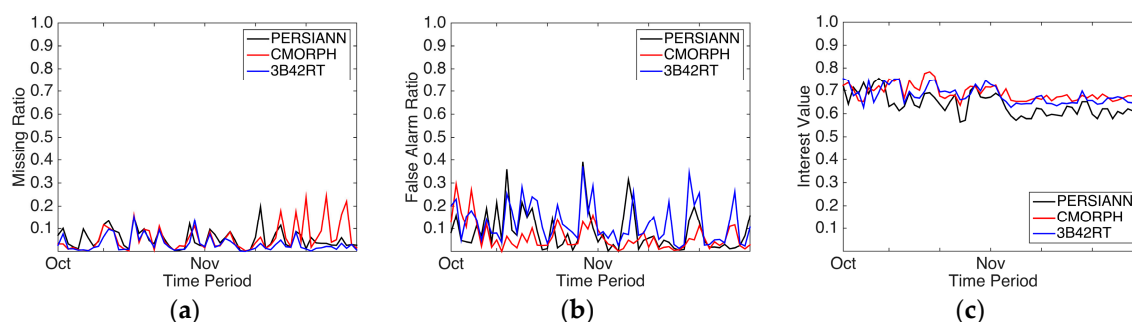 1.0
0.9
0.8
0.7
0.6
0.5
0.4
0.3
0.2
0.1
Missing Ratio
PERSIANN
CMORPH
3B42RT
Oct
Nov
Time Period
(a)
1.0
0.9
0.8
0.7
0.6
0.5
0.4
0.3
0.2
0.1
False Alarm Ratio
PERSIANN
CMORPH
3B42RT
Oct
Nov
Time Period
(b)
1.0
0.9
0.8
0.7
0.6
0.5
0.4
0.3
0.2
0.1
Interest Value
PERSIANN
CMORPH
3B42RT
Oct
Nov
Time Period
(c)